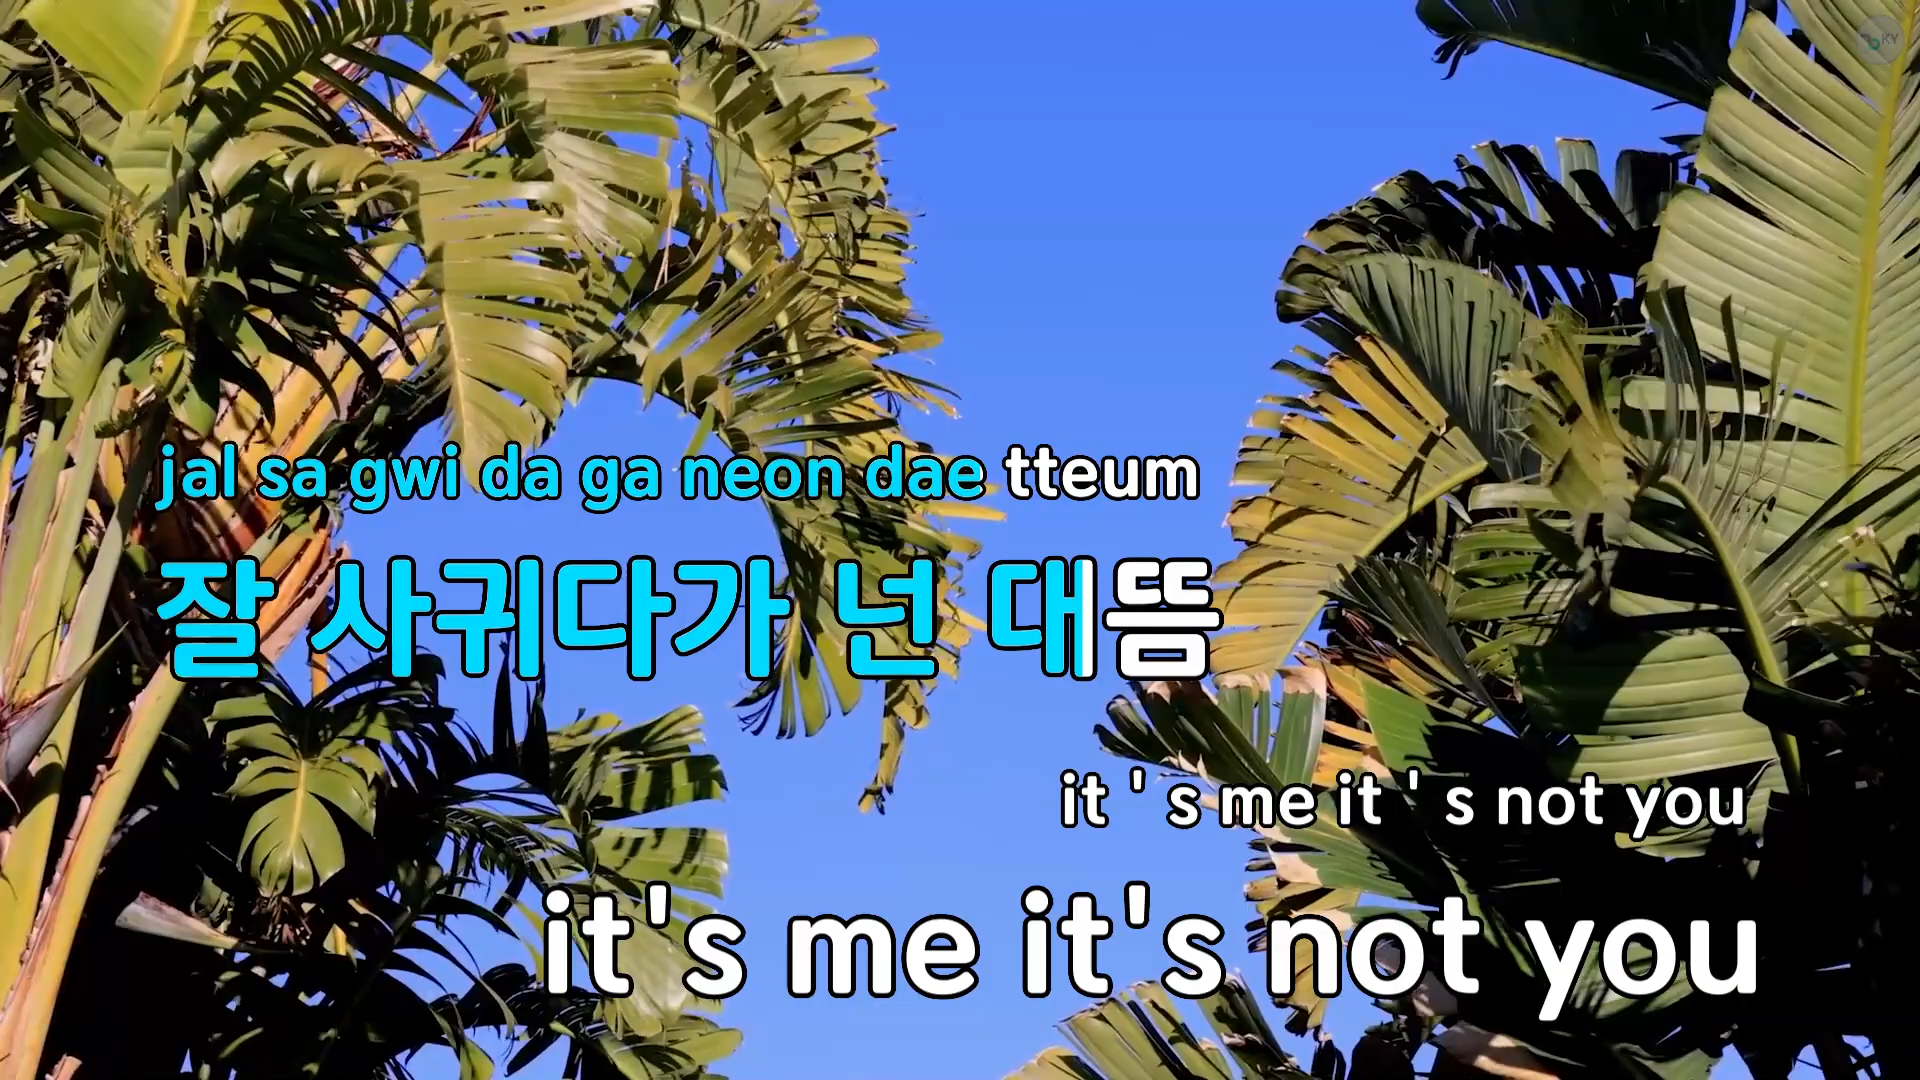 jal sa gwi da ga neon dae tteum
잘 사귀다가 넌 대뜸
it ' s me it ' s not you
it's me it's not you
KY